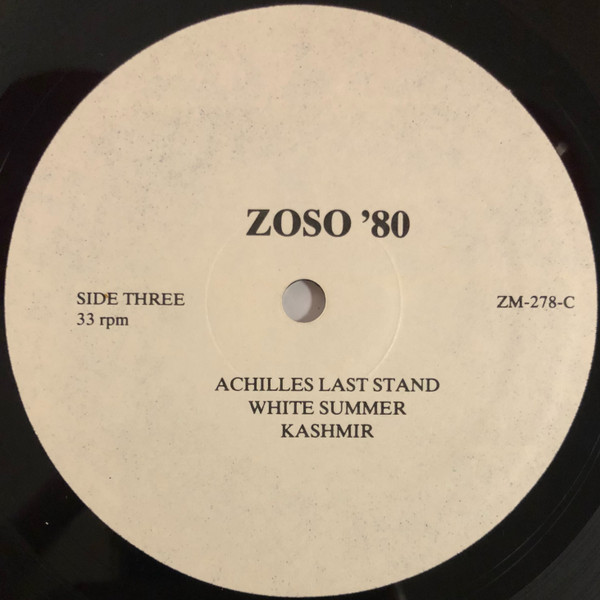 ZOSO ’80
SIDE THREE
33 rpm
ZM-278-C
ACHILLES LAST STAND
WHITE SUMMER
KASHMIR